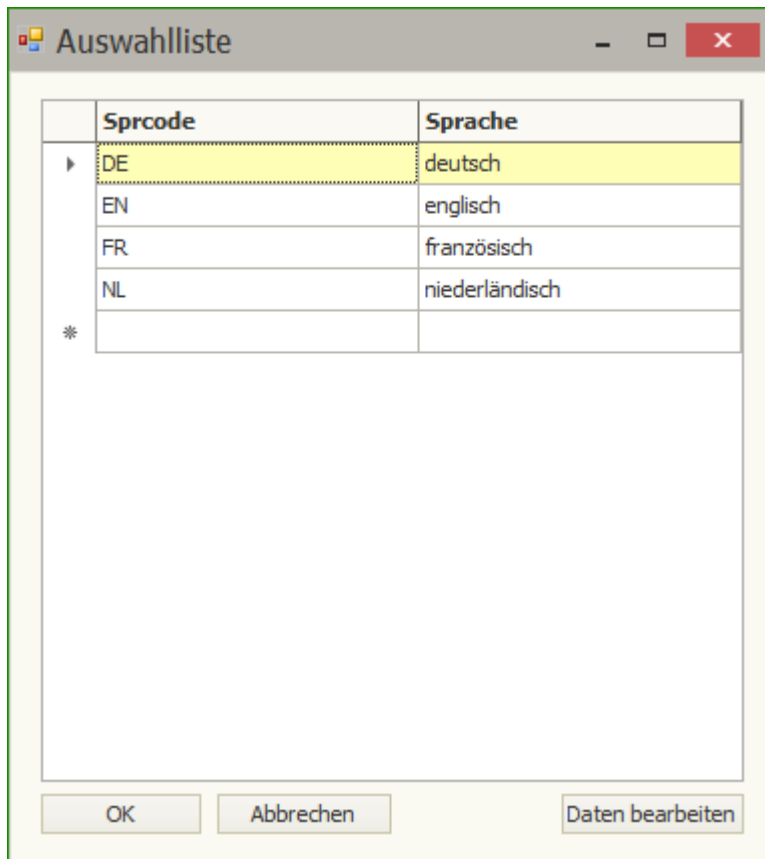 Auswahlliste
Sprcode Sprache
DE deutsch
EN englisch
FR französisch
NL niederländisch
OK Abbrechen Daten bearbeiten